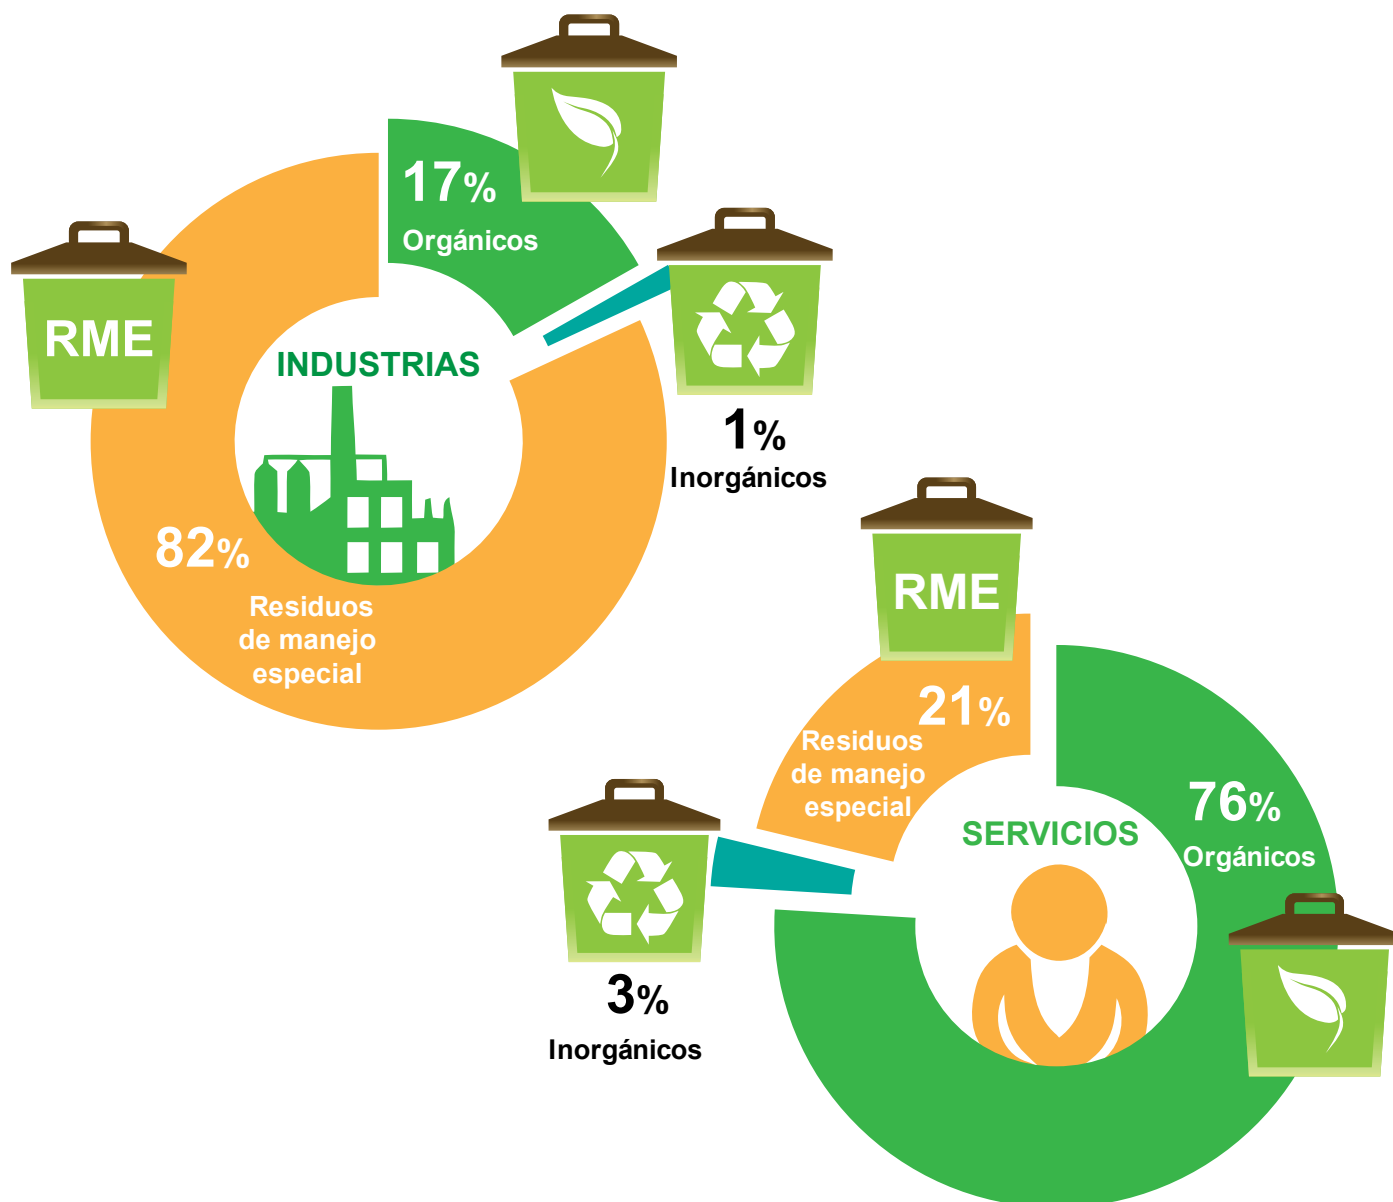 17%
Orgánicos
RME
INDUSTRIAS
1%
Inorgánicos
82%
Residuos
de manejo
especial
RME
21%
Residuos
de manejo
especial
76%
Orgánicos
SERVICIOS
3%
Inorgánicos